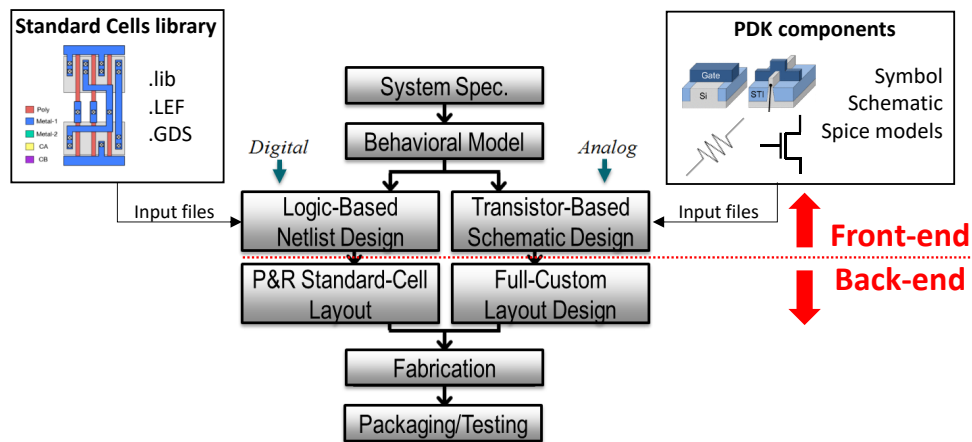 Standard Cells library
.lib
.LEF
.GDS
Poly
Metal-1
Metal-2
CA
CB
PDK components
Gate
Si
STI
Symbol
Schematic
Spice models
System Spec.
Behavioral Model
Digital
Analog
Input files
Logic-Based
Netlist Design
Transistor-Based
Schematic Design
Input files
Front-end
Back-end
P&R Standard-Cell
Layout
Full-Custom
Layout Design
Fabrication
Packaging/Testing